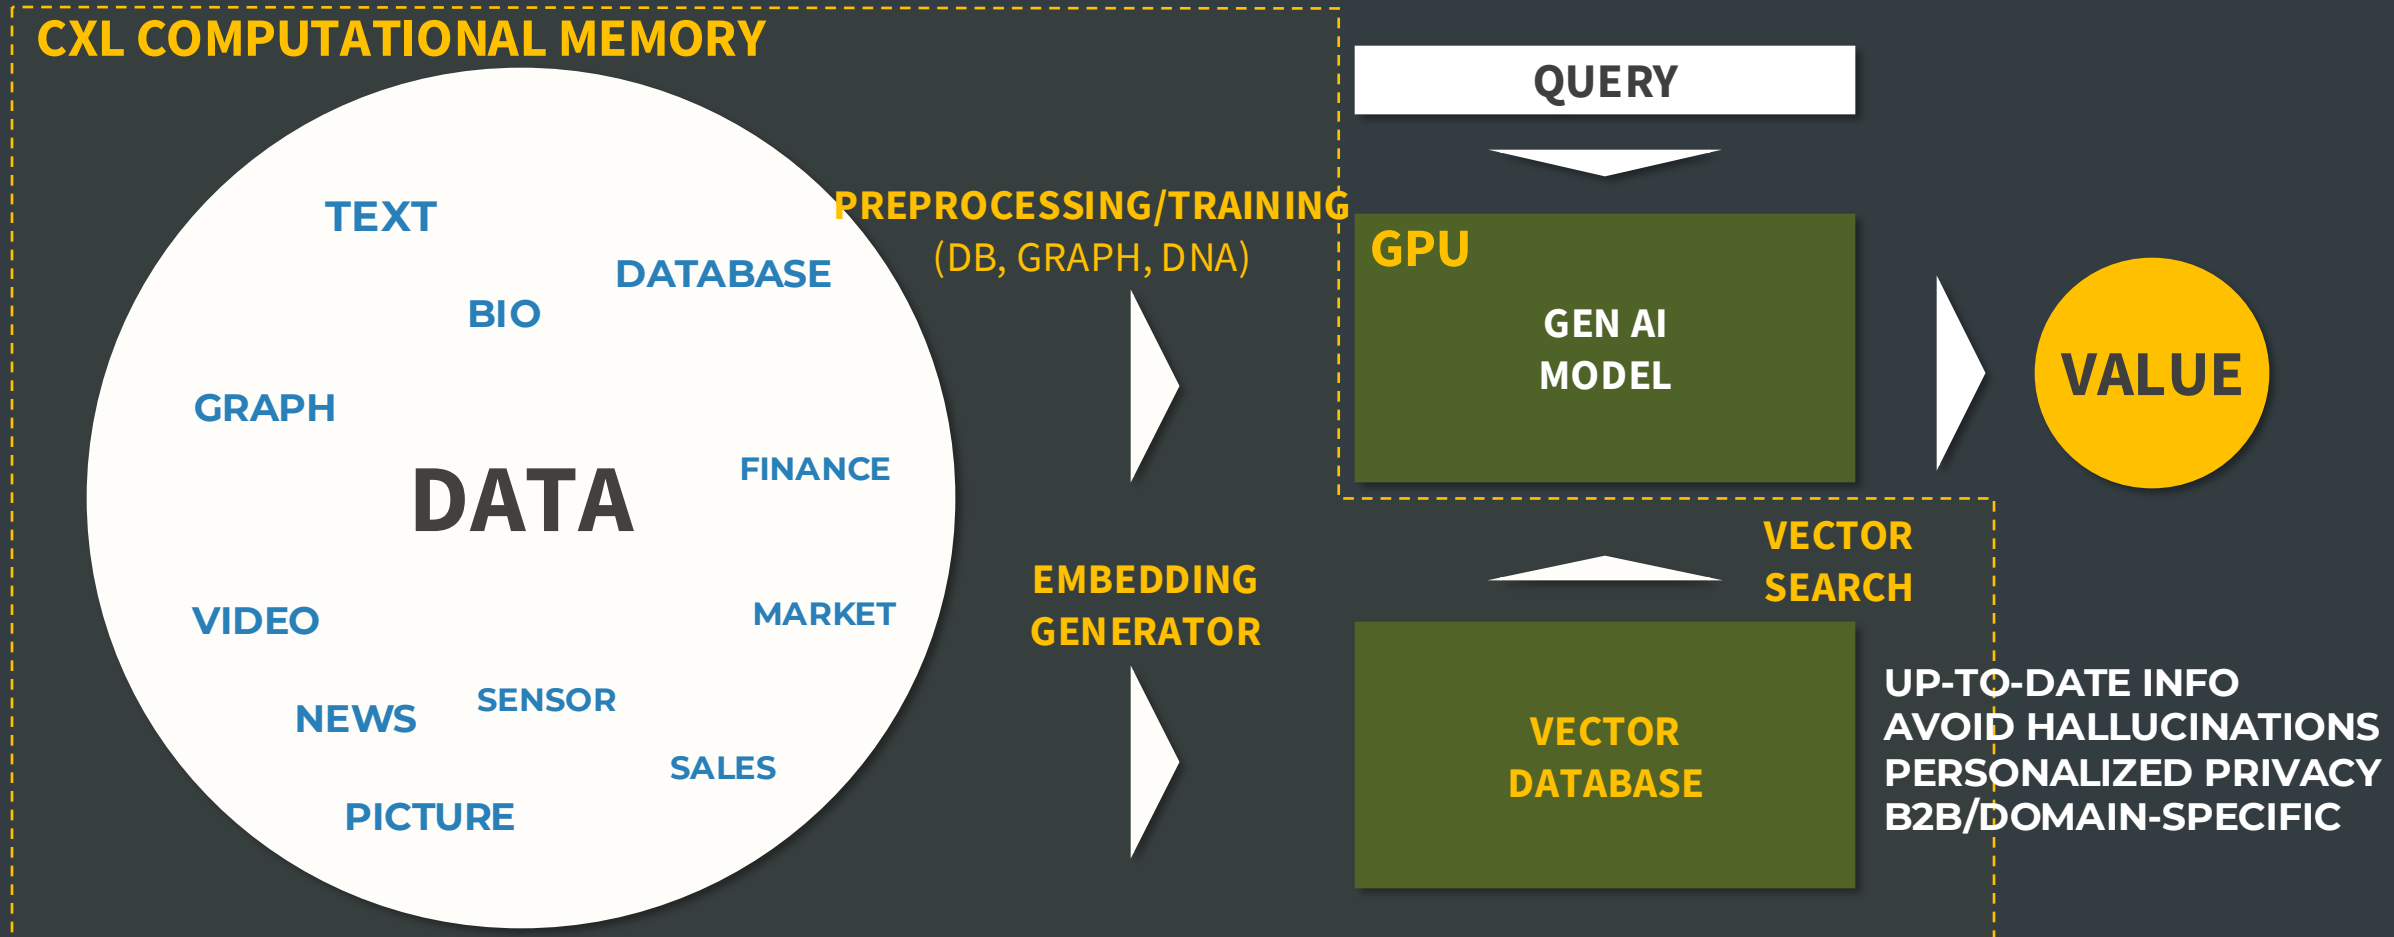 CXL COMPUTATIONAL MEMORY
TEXT
DATABASE
BIO
GRAPH
DATA
FINANCE
VIDEO
MARKET
NEWS
SENSOR
SALES
PICTURE
PREPROCESSING/TRAINING
(DB, GRAPH, DNA)
EMBEDDING
GENERATOR
QUERY
GPU
GEN AI
MODEL
VALUE
VECTOR
SEARCH
VECTOR
DATABASE
UP-TO-DATE INFO
AVOID HALLUCINATIONS
PERSONALIZED PRIVACY
B2B/DOMAIN-SPECIFIC